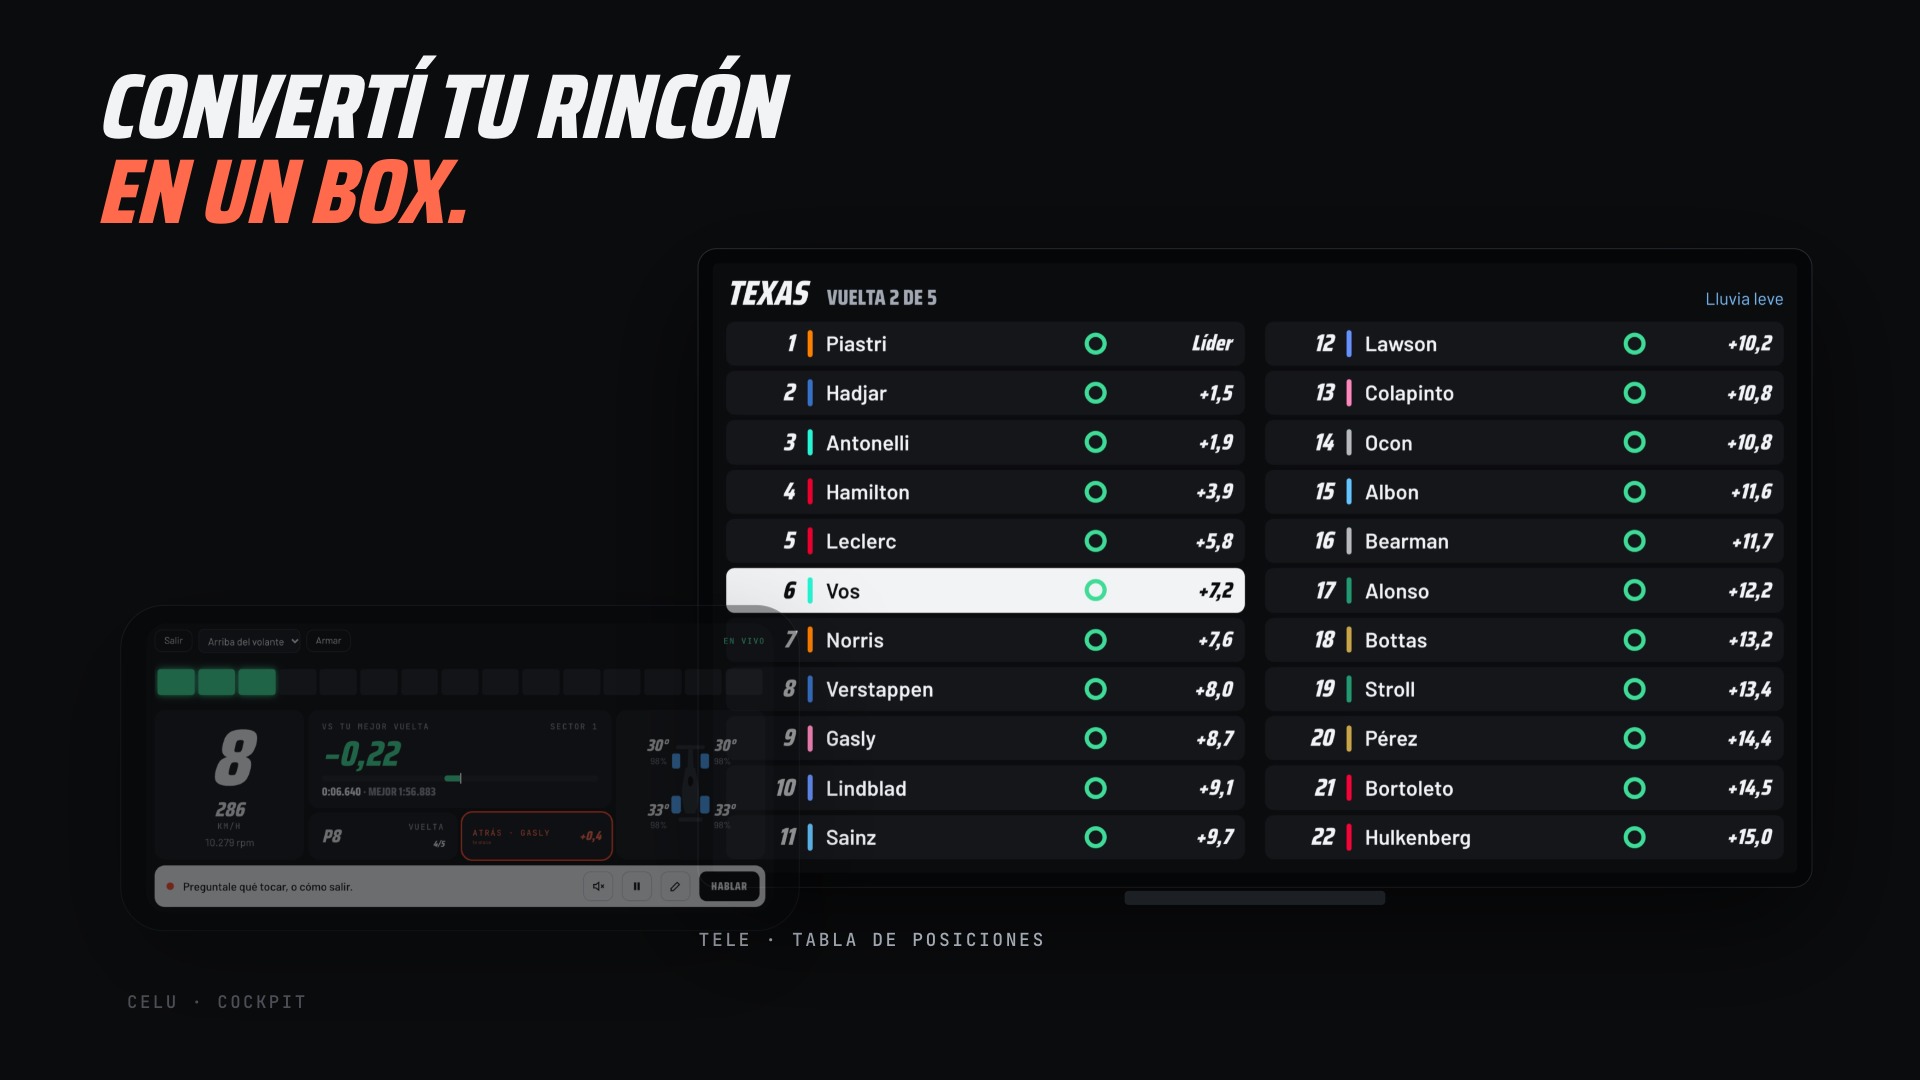 CONVERTÍ TU RINCÓN
EN UN BOX.
TEXAS VUELTA 2 DE 5 Lluvia leve
1 Piastri Líder
2 Hadjar +1,5
3 Antonelli +1,9
4 Hamilton +3,9
5 Leclerc +5,8
6 Vos +7,2
7 Norris +7,6
8 Verstappen +8,0
9 Gasly +8,7
10 Lindblad +9,1
11 Sainz +9,7
12 Lawson +10,2
13 Colapinto +10,8
14 Ocon +10,8
15 Albon +11,6
16 Bearman +11,7
17 Alonso +12,2
18 Bottas +13,2
19 Stroll +13,4
20 Pérez +14,4
21 Bortoleto +14,5
22 Hulkenberg +15,0
TELE · TABLA DE POSICIONES
Salir Arriba del volante Armar EN VIVO
8
286
KM/H
10.279 rpm
VS TU MEJOR VUELTA SECTOR 1
-0,22
0:06.640 · MEJOR 1:56.883
P8 VUELTA 4/5
ATRÁS · GASLY +0,4
30° 30°
98% 98%
33° 33°
98% 98%
Preguntale qué tocar, o cómo salir. HABLAR
CELU · COCKPIT